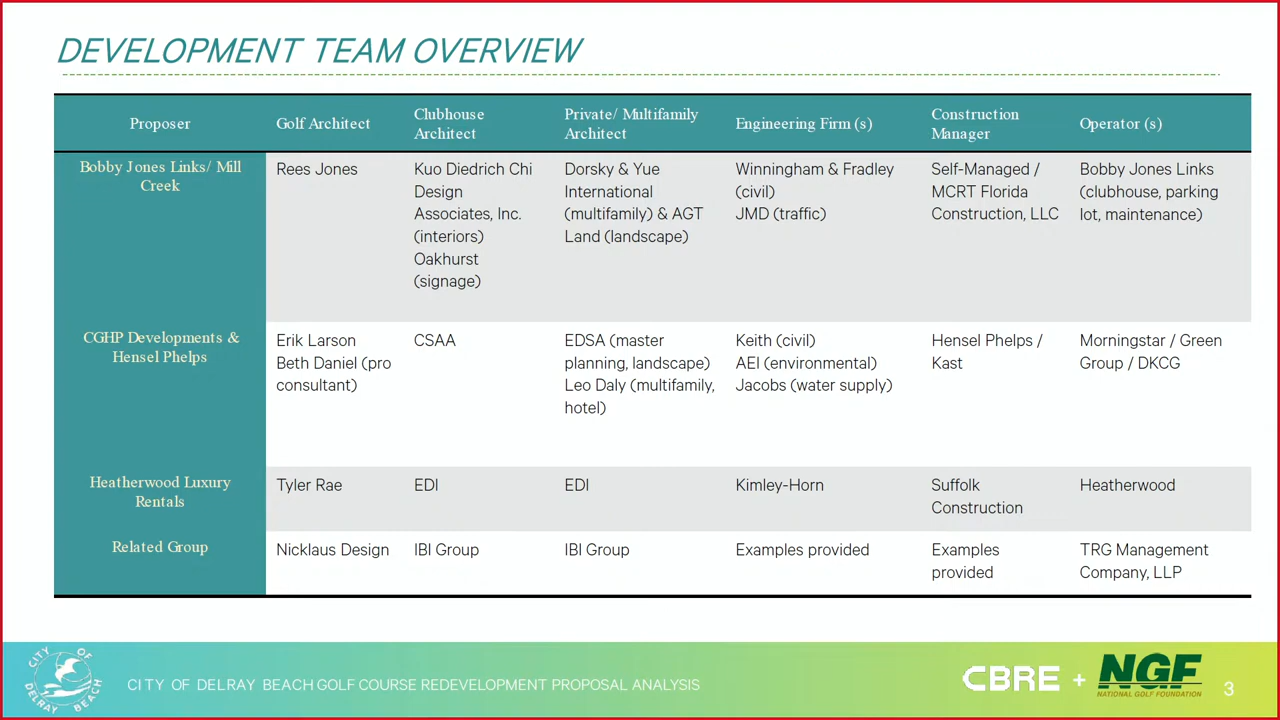 DEVELOPMENT TEAM OVERVIEW
Proposer
Golf Architect
Clubhouse
Architect
Private/ Multifamily
Architect
Engineering Firm (s)
Construction
Manager
Operator (s)
Bobby Jones Links/ Mill
Creek
Rees Jones
Kuo Diedrich Chi
Design
Associates, Inc.
(interiors)
Oakhurst
(signage)
Dorsky & Yue
International
(multifamily) & AGT
Land (landscape)
Winningham & Fradley
(civil)
JMD (traffic)
Self-Managed /
MCRT Florida
Construction, LLC
Bobby Jones Links
(clubhouse, parking
lot, maintenance)
CGHP Developments &
Hensel Phelps
Erik Larson
Beth Daniel (pro
consultant)
CSAA
EDSA (master
planning, landscape)
Leo Daly (multifamily,
hotel)
Keith (civil)
AEI (environmental)
Jacobs (water supply)
Hensel Phelps /
Kast
Morningstar / Green
Group / DKCG
Heatherwood Luxury
Rentals
Tyler Rae
EDI
EDI
Kimley-Horn
Suffolk
Construction
Heatherwood
Related Group
Nicklaus Design
IBI Group
IBI Group
Examples provided
Examples
provided
TRG Management
Company, LLP
CITY OF
DELRAY BEACH
CITY OF DELRAY BEACH GOLF COURSE REDEVELOPMENT PROPOSAL ANALYSIS
CBRE + NGF
NATIONAL GOLF FOUNDATION
3